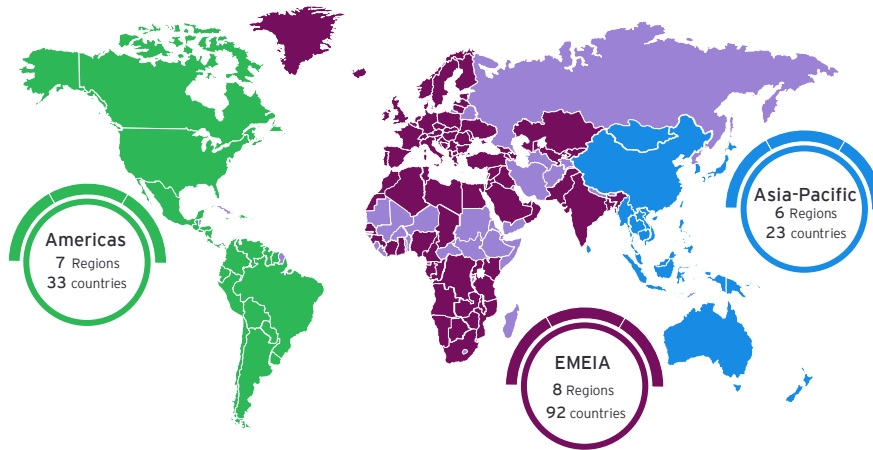 Americas
7 Regions
33 countries
Asia-Pacific
6 Regions
23 countries
EMEIA
8 Regions
92 countries